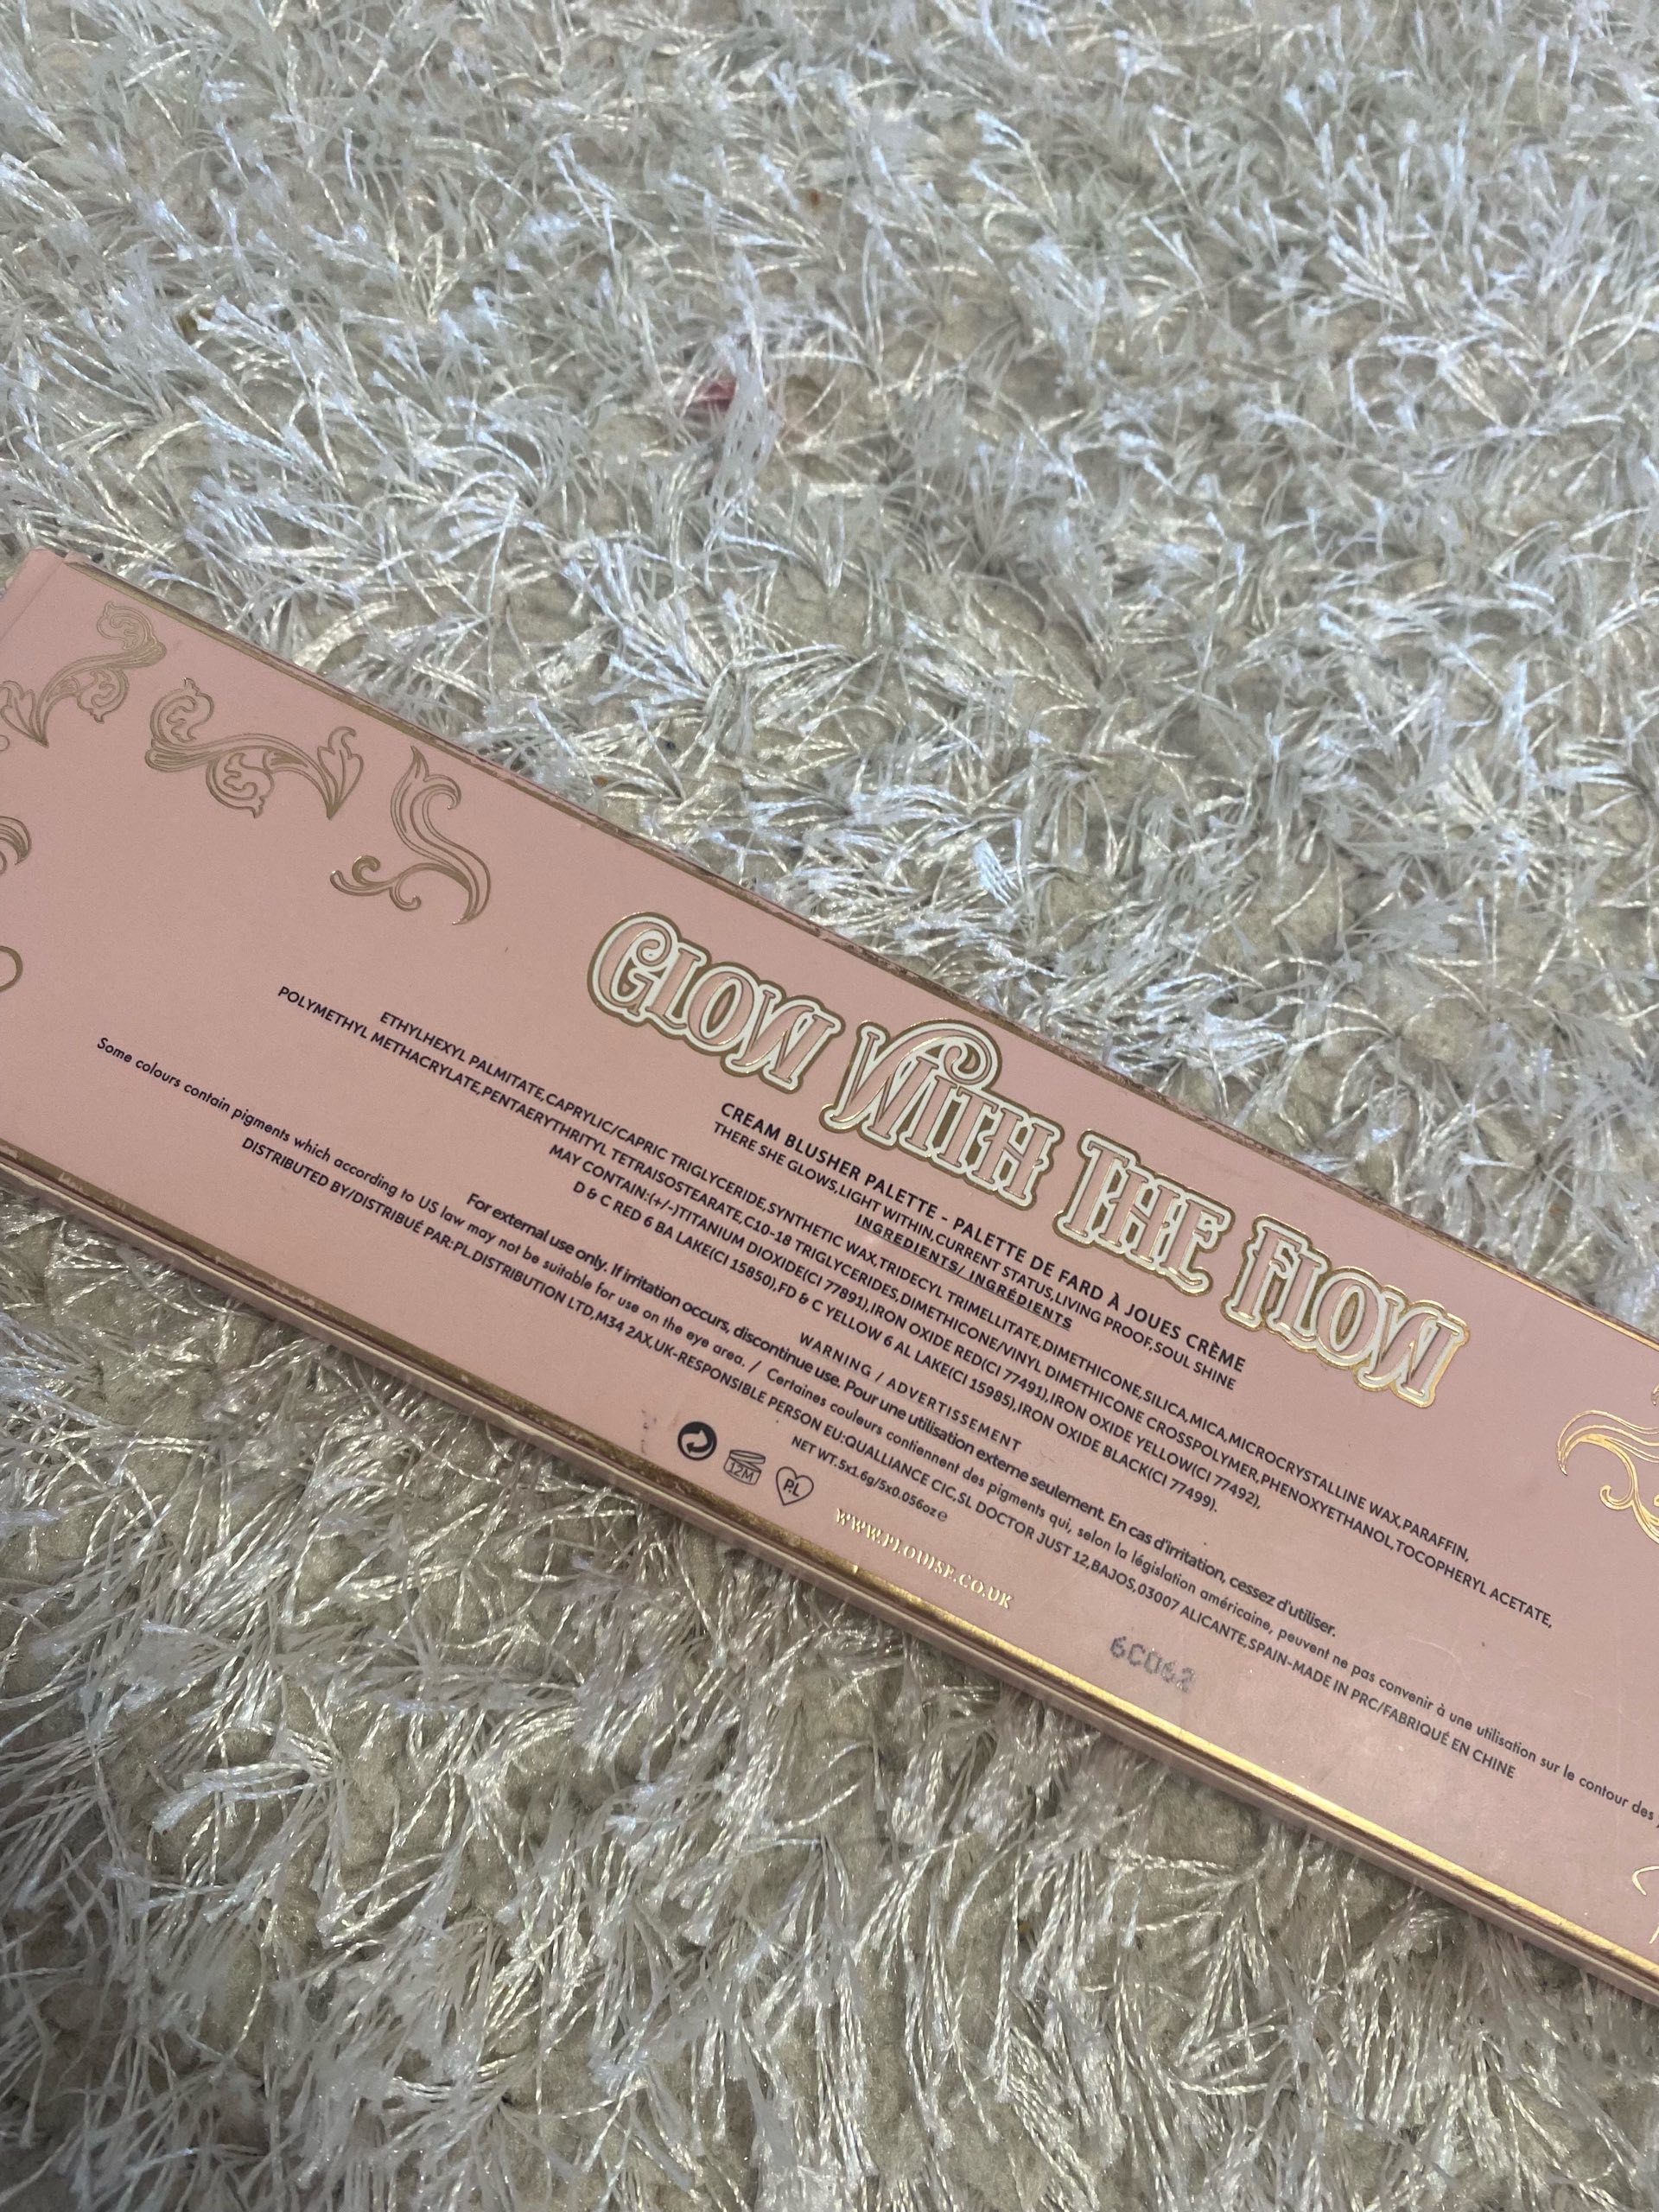 GLOW WITH THE FLOW
CREAM BLUSHER PALETTE - PALETTE DE FARD À JOUES CRÈME
THERE SHE GLOWS,LIGHT WITHIN,CURRENT STATUS,LIVING PROOF,SOUL SHINE
INGREDIENTS/ INGRÉDIENTS
ETHYLHEXYL PALMITATE,CAPRYLIC/CAPRIC TRIGLYCERIDE,SYNTHETIC WAX,TRIDECYL TRIMELLITATE,DIMETHICONE,SILICA,MICA,MICROCRYSTALLINE WAX,PARAFFIN,
POLYMETHYL METHACRYLATE,PENTAERYTHRITYL TETRAISOSTEARATE,C10-18 TRIGLYCERIDES,DIMETHICONE/VINYL DIMETHICONE CROSSPOLYMER,PHENOXYETHANOL,TOCOPHERYL ACETATE,
MAY CONTAIN:(+/-)TITANIUM DIOXIDE(CI 77891),IRON OXIDE RED(CI 77491),IRON OXIDE YELLOW(CI 77492),
D & C RED 6 BA LAKE(CI 15850),FD & C YELLOW 6 AL LAKE(CI 15985),IRON OXIDE BLACK(CI 77499).
WARNING / ADVERTISSEMENT
For external use only. If irritation occurs, discontinue use. Pour une utilisation externe seulement. En cas d'irritation, cessez d'utiliser.
Some colours contain pigments which according to US law may not be suitable for use on the eye area. / Certaines couleurs contiennent des pigments qui, selon la législation américaine, peuvent ne pas convenir à une utilisation sur le contour des
DISTRIBUTED BY/DISTRIBUÉ PAR:PL.DISTRIBUTION LTD,M34 2AX,UK-RESPONSIBLE PERSON EU:QUALLIANCE CIC,SL DOCTOR JUST 12,BAJOS,03007 ALICANTE,SPAIN-MADE IN PRC/FABRIQUÉ EN CHINE
NET WT.5x1.6g/5x0.056oz℮
12M
PL
WWW.PLOUISE.CO.UK
6C062